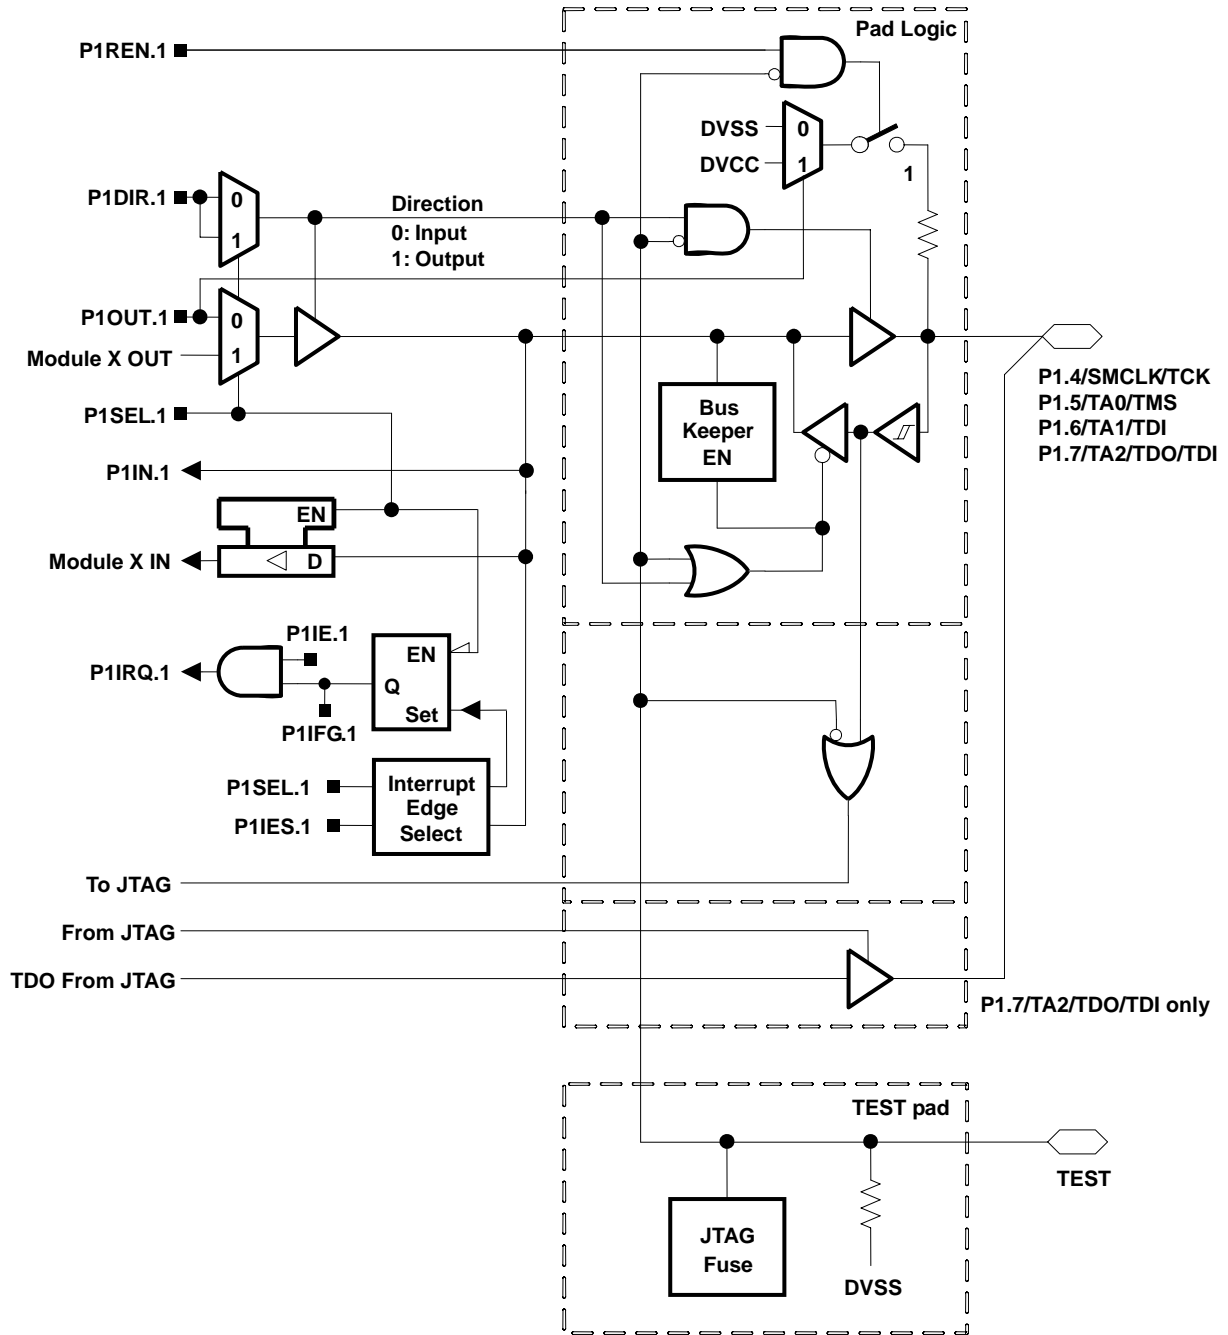 Pad Logic
P1REN.1
DVSS
0
DVCC
1
1
P1DIR.1
0
1
Direction
0: Input
1: Output
P1OUT.1
0
Module X OUT
1
P1SEL.1
P1IN.1
Bus
Keeper
EN
P1.4/SMCLK/TCK
P1.5/TA0/TMS
P1.6/TA1/TDI
P1.7/TA2/TDO/TDI
EN
Module X IN
D
P1IE.1
P1IRQ.1
EN
Q
Set
P1IFG.1
P1SEL.1
P1IES.1
Interrupt
Edge
Select
To JTAG
From JTAG
TDO From JTAG
P1.7/TA2/TDO/TDI only
TEST pad
TEST
JTAG
Fuse
DVSS